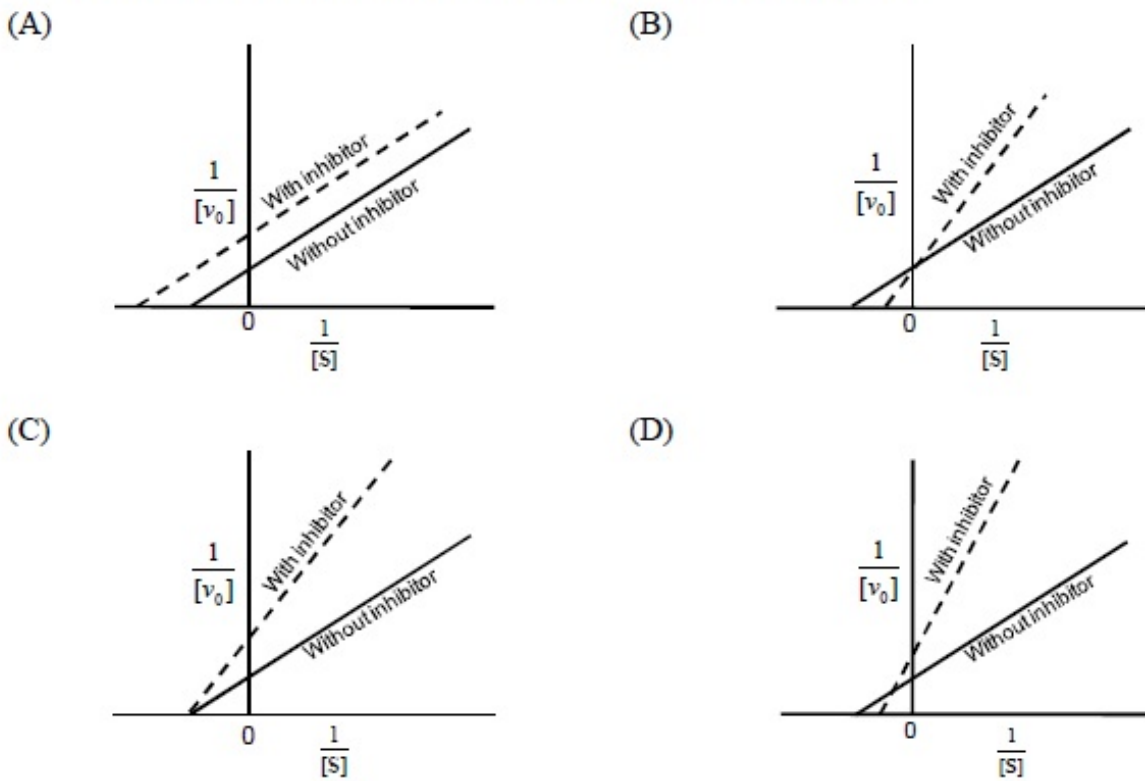 (A)
1
[v₀]
With inhibitor
Without inhibitor
0
1
[S]
(B)
1
[v₀]
With inhibitor
Without inhibitor
0
1
[S]
(C)
1
[v₀]
With inhibitor
Without inhibitor
0
1
[S]
(D)
1
[v₀]
With inhibitor
Without inhibitor
0
1
[S]